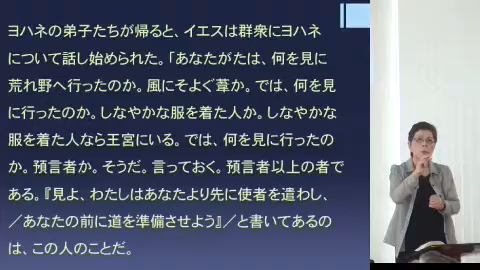 ヨハネの弟子たちが帰ると、イエスは群衆にヨハネ
について話し始められた。「あなたがたは、何を見に
荒れ野へ行ったのか。風にそよぐ葦か。では、何を見
に行ったのか。しなやかな服を着た人か。しなやかな
服を着た人なら王宮にいる。では、何を見に行ったの
か。預言者か。そうだ。言っておく。預言者以上の者で
ある。『見よ、わたしはあなたより先に使者を遣わし、
／あなたの前に道を準備させよう』／と書いてあるの
は、この人のことだ。